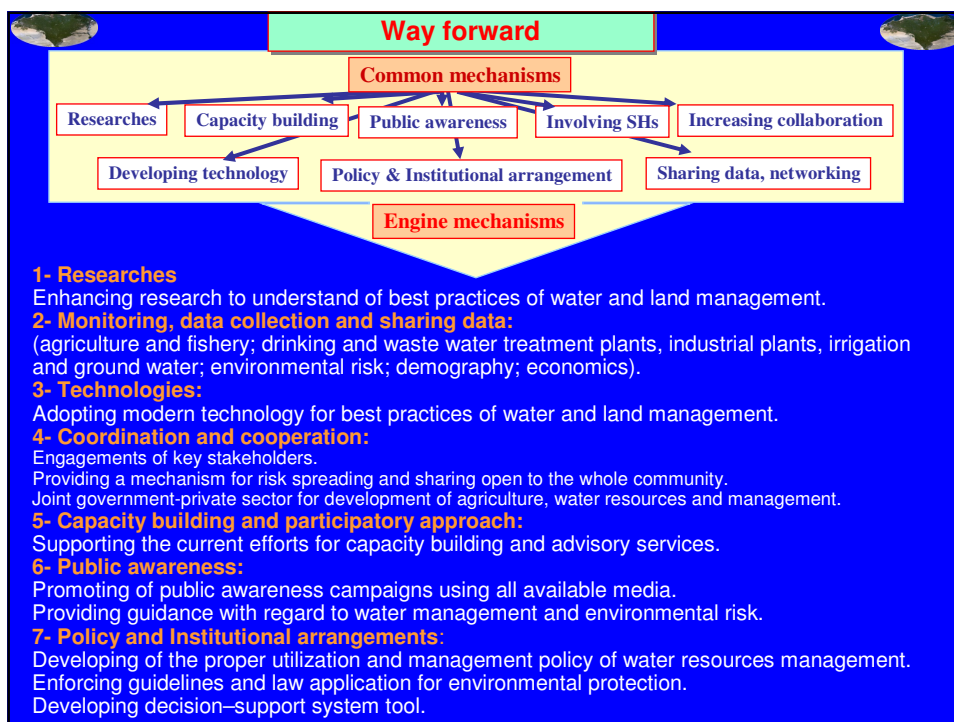 Way forward
Common mechanisms
Researches
Capacity building
Public awareness
Involving SHs
Increasing collaboration
Developing technology
Policy & Institutional arrangement
Sharing data, networking
Engine mechanisms
1- Researches
Enhancing research to understand of best practices of water and land management.
2- Monitoring, data collection and sharing data:
(agriculture and fishery; drinking and waste water treatment plants, industrial plants, irrigation
and ground water; environmental risk; demography; economics).
3- Technologies:
Adopting modern technology for best practices of water and land management.
4- Coordination and cooperation:
Engagements of key stakeholders.
Providing a mechanism for risk spreading and sharing open to the whole community.
Joint government-private sector for development of agriculture, water resources and management.
5- Capacity building and participatory approach:
Supporting the current efforts for capacity building and advisory services.
6- Public awareness:
Promoting of public awareness campaigns using all available media.
Providing guidance with regard to water management and environmental risk.
7- Policy and Institutional arrangements:
Developing of the proper utilization and management policy of water resources management.
Enforcing guidelines and law application for environmental protection.
Developing decision–support system tool.